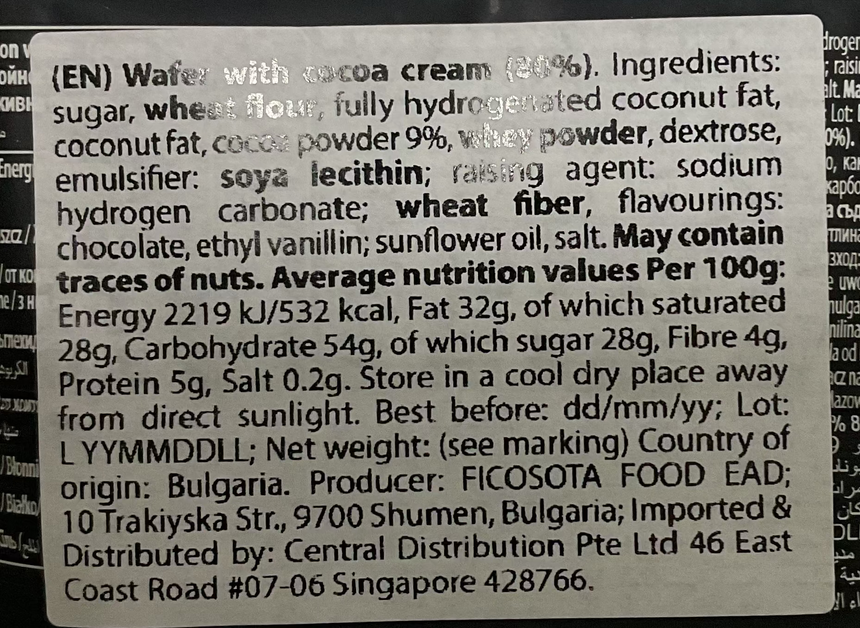 (EN) Wafer with cocoa cream (80%). Ingredients:
sugar, wheat flour, fully hydrogenated coconut fat,
coconut fat, cocoa powder 9%, whey powder, dextrose,
emulsifier: soya lecithin; raising agent: sodium
hydrogen carbonate; wheat fiber, flavourings:
chocolate, ethyl vanillin; sunflower oil, salt. May contain
traces of nuts. Average nutrition values Per 100g:
Energy 2219 kJ/532 kcal, Fat 32g, of which saturated
28g, Carbohydrate 54g, of which sugar 28g, Fibre 4g,
Protein 5g, Salt 0.2g. Store in a cool dry place away
from direct sunlight. Best before: dd/mm/yy; Lot:
L YYMMDDLL; Net weight: (see marking) Country of
origin: Bulgaria. Producer: FICOSOTA FOOD EAD;
10 Trakiyska Str., 9700 Shumen, Bulgaria; Imported &
Distributed by: Central Distribution Pte Ltd 46 East
Coast Road #07-06 Singapore 428766.